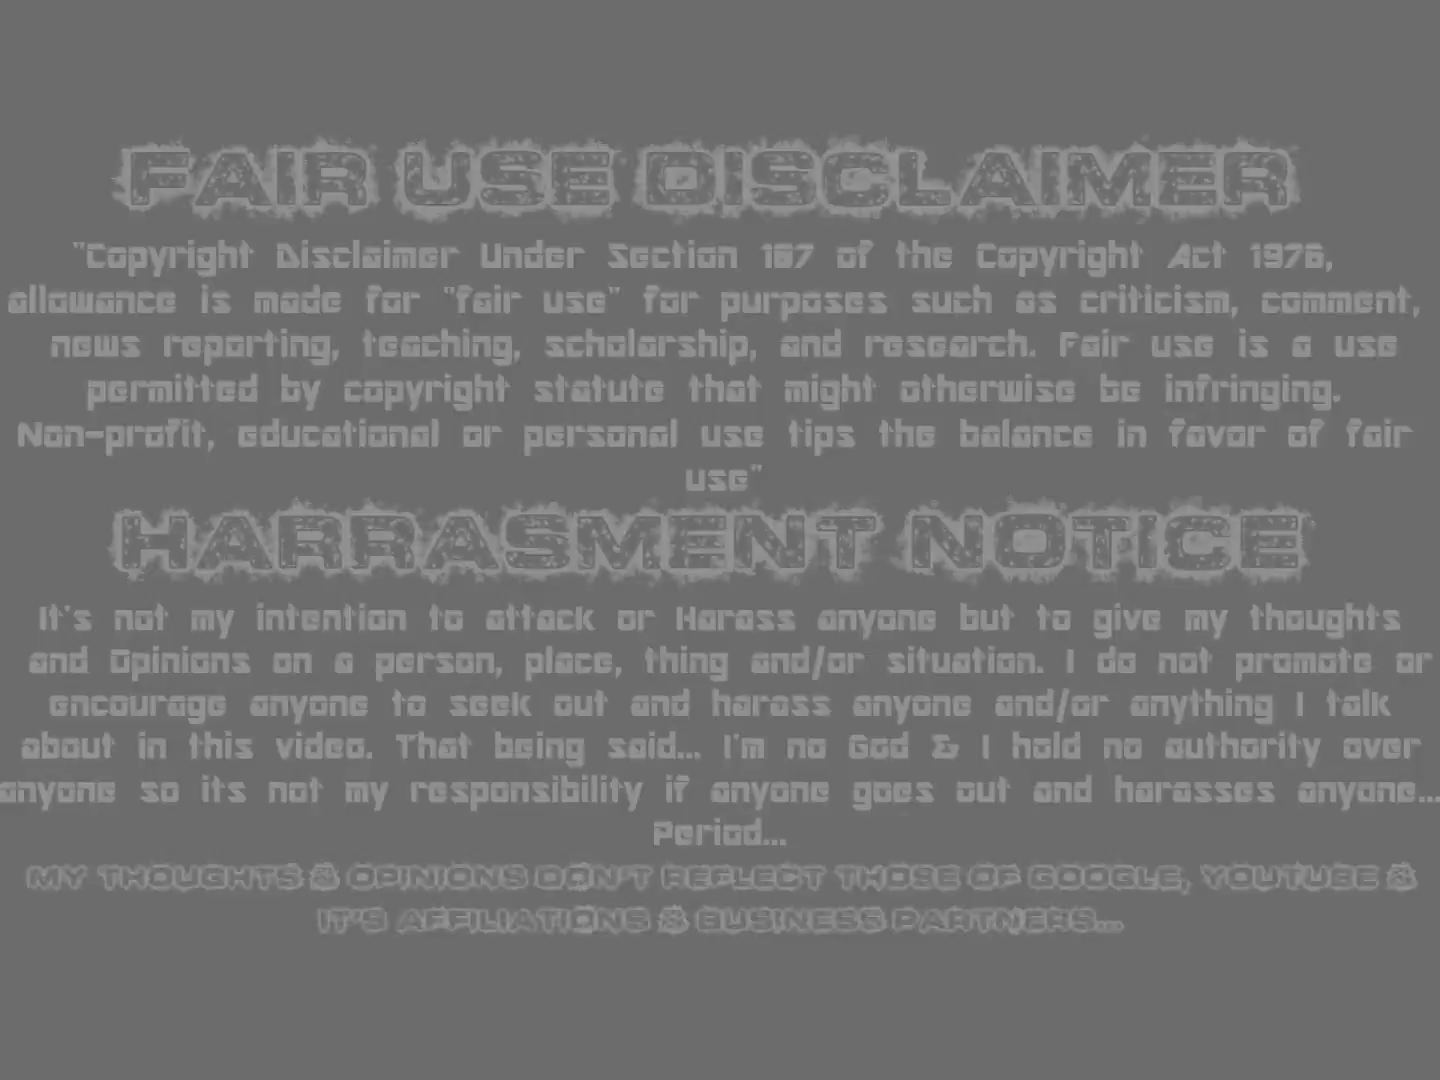 FAIR USE DISCLAIMER
"Copyright Disclaimer Under Section 107 of the Copyright Act 1976,
allowance is made for "fair use" for purposes such as criticism, comment,
news reporting, teaching, scholarship, and research. Fair use is a use
permitted by copyright statute that might otherwise be infringing.
Non-profit, educational or personal use tips the balance in favor of fair
use"
HARRASMENT NOTICE
It's not my intention to attack or Harass anyone but to give my thoughts
and Opinions on a person, place, thing and/or situation. I do not promote or
encourage anyone to seek out and harass anyone and/or anything I talk
about in this video. That being said... I'm no God & I hold no authority over
anyone so its not my responsibility if anyone goes out and harasses anyone...
Period...
MY THOUGHTS & OPINIONS DON'T REFLECT THOSE OF GOOGLE, YOUTUBE &
IT'S AFFILIATIONS & BUSINESS PARTNERS...